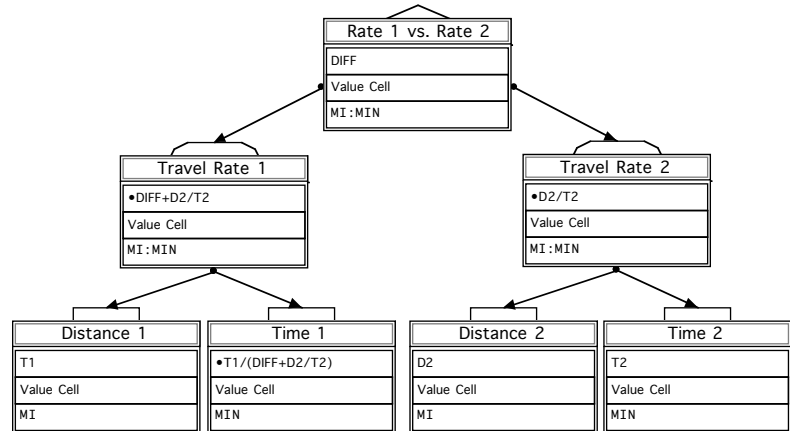 Rate 1 vs. Rate 2
DIFF
Value Cell
MI:MIN
Travel Rate 1
•DIFF+D2/T2
Value Cell
MI:MIN
Travel Rate 2
•D2/T2
Value Cell
MI:MIN
Distance 1
T1
Value Cell
MI
Time 1
•T1/(DIFF+D2/T2)
Value Cell
MIN
Distance 2
D2
Value Cell
MI
Time 2
T2
Value Cell
MIN